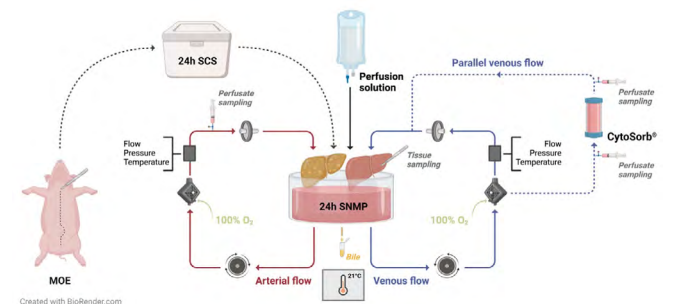 24h SCS
Perfusion
solution
Parallel venous flow
Perfusate
sampling
Perfusate
sampling
CytoSorb®
Flow
Pressure
Temperature
Tissue
sampling
Flow
Pressure
Temperature
Perfusate
sampling
24h SNMP
100% O₂
100% O₂
Bile
21°C
MOE
Arterial flow
Venous flow
Created with BioRender.com